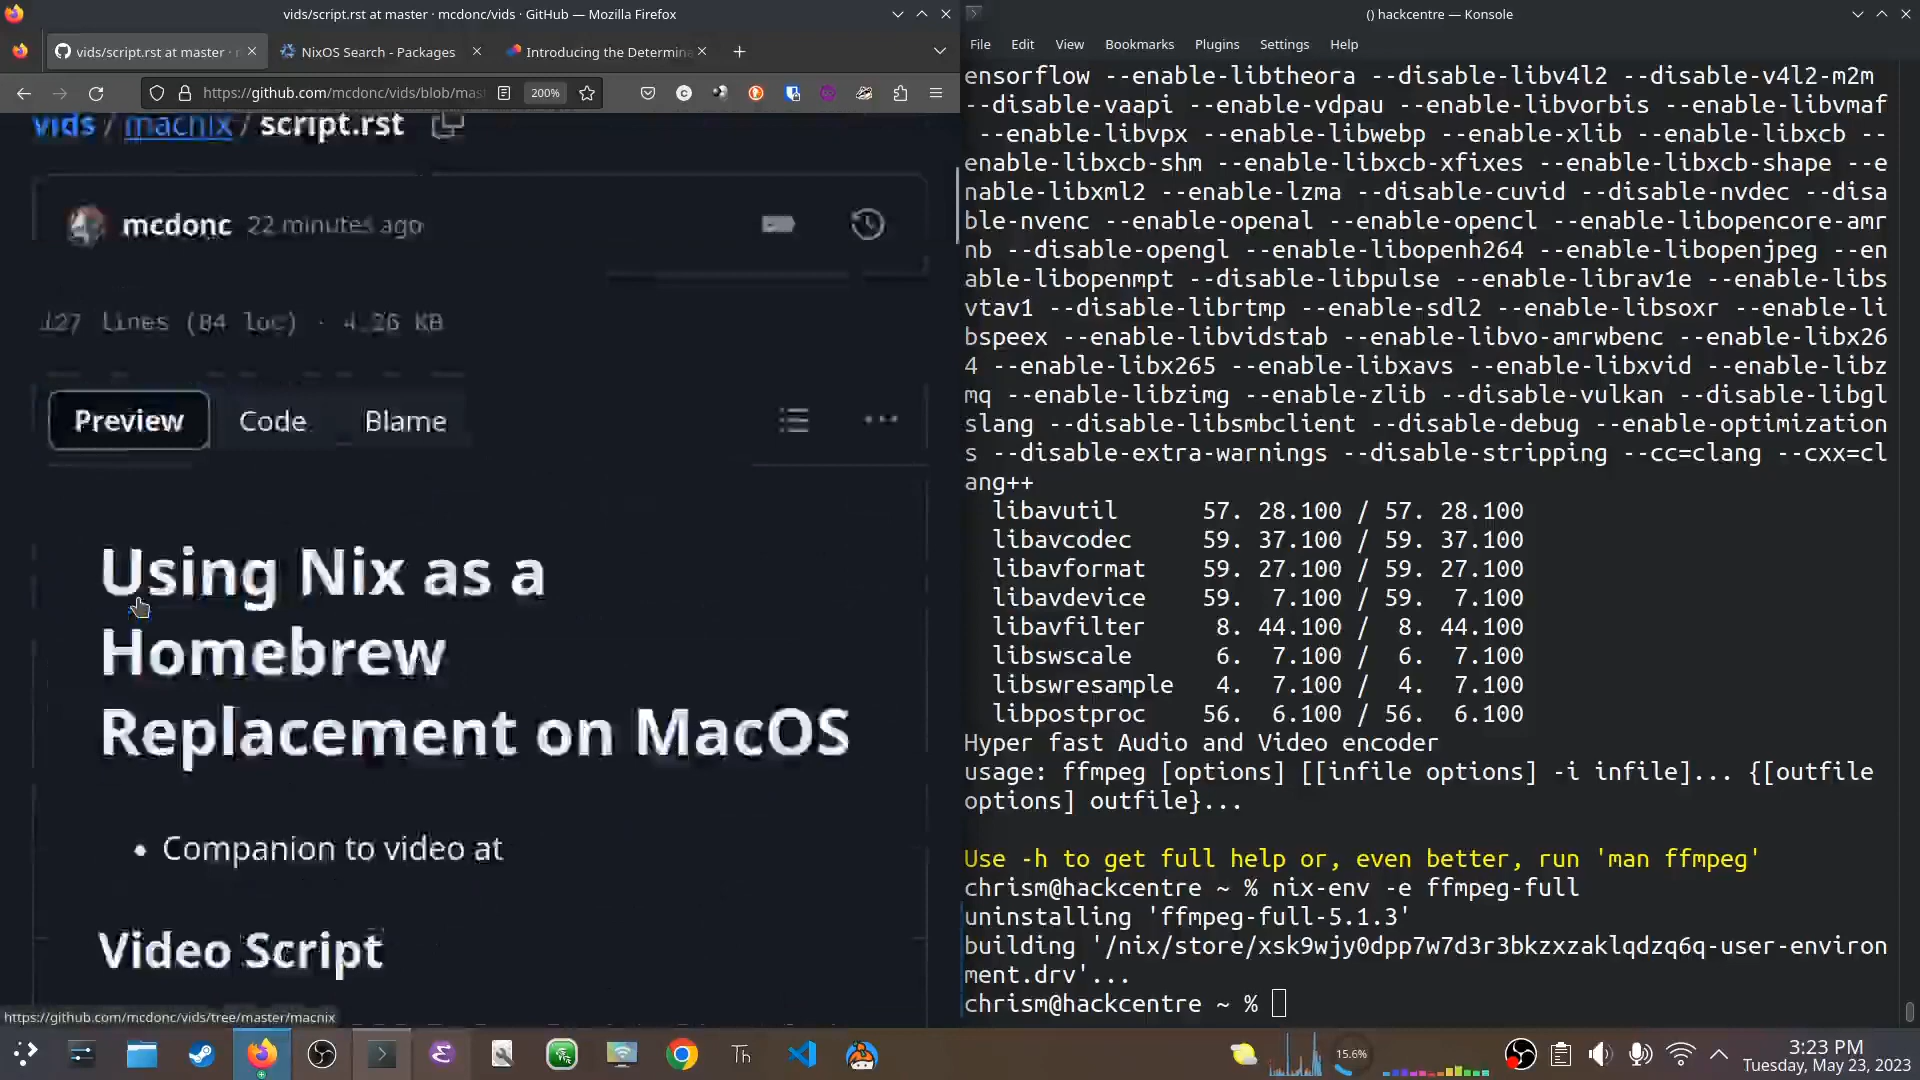 vids/script.rst at master · mcdonc/vids · GitHub — Mozilla Firefox
vids/script.rst at master ·
NixOS Search - Packages
Introducing the Determina
https://github.com/mcdonc/vids/blob/mas
200%
vids / macnix / script.rst
mcdonc 22 minutes ago
127 lines (84 loc) · 4.26 KB
Preview
Code
Blame
Using Nix as a
Homebrew
Replacement on MacOS
• Companion to video at
Video Script
https://github.com/mcdonc/vids/tree/master/macnix
() hackcentre — Konsole
File Edit View Bookmarks Plugins Settings Help
ensorflow --enable-libtheora --disable-libv4l2 --disable-v4l2-m2m
--disable-vaapi --enable-vdpau --enable-libvorbis --enable-libvmaf
--enable-libvpx --enable-libwebp --enable-xlib --enable-libxcb --
enable-libxcb-shm --enable-libxcb-xfixes --enable-libxcb-shape --e
nable-libxml2 --enable-lzma --disable-cuvid --disable-nvdec --disa
ble-nvenc --enable-openal --enable-opencl --enable-libopencore-amr
nb --disable-opengl --enable-libopenh264 --enable-libopenjpeg --en
able-libopenmpt --disable-libpulse --enable-librav1e --enable-libs
vtav1 --disable-librtmp --enable-sdl2 --enable-libsoxr --enable-li
bspeex --enable-libvidstab --enable-libvo-amrwbenc --enable-libx26
4 --enable-libx265 --enable-libxavs --enable-libxvid --enable-libz
mq --enable-libzimg --enable-zlib --disable-vulkan --disable-libgl
slang --disable-libsmbclient --disable-debug --enable-optimization
s --disable-extra-warnings --disable-stripping --cc=clang --cxx=cl
ang++
libavutil 57. 28.100 / 57. 28.100
libavcodec 59. 37.100 / 59. 37.100
libavformat 59. 27.100 / 59. 27.100
libavdevice 59. 7.100 / 59. 7.100
libavfilter 8. 44.100 / 8. 44.100
libswscale 6. 7.100 / 6. 7.100
libswresample 4. 7.100 / 4. 7.100
libpostproc 56. 6.100 / 56. 6.100
Hyper fast Audio and Video encoder
usage: ffmpeg [options] [[infile options] -i infile]... {[outfile
options] outfile}...
Use -h to get full help or, even better, run 'man ffmpeg'
chrism@hackcentre ~ % nix-env -e ffmpeg-full
uninstalling 'ffmpeg-full-5.1.3'
building '/nix/store/xsk9wjy0dpp7w7d3r3bkzxzaklqdzq6q-user-environ
ment.drv'...
chrism@hackcentre ~ %
Th
15.6%
3:23 PM
Tuesday, May 23, 2023